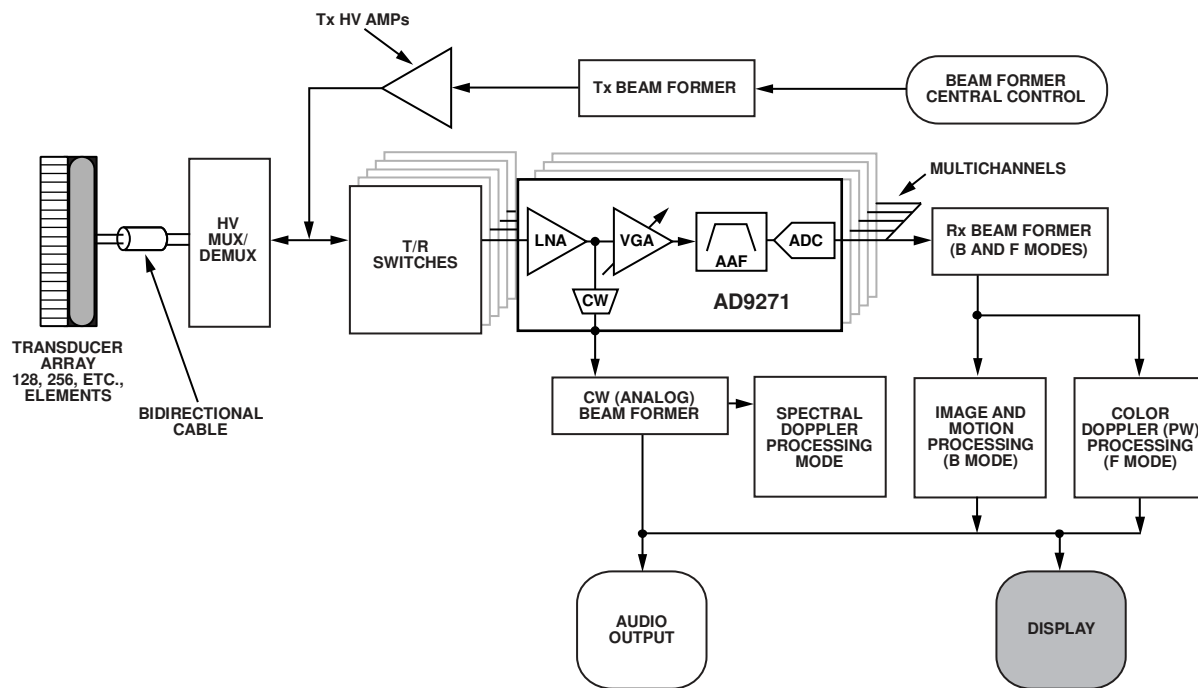 Tx HV AMPs
Tx BEAM FORMER
BEAM FORMER
CENTRAL CONTROL
MULTICHANNELS
HV
MUX/
DEMUX
T/R
SWITCHES
LNA
VGA
AAF
ADC
CW
AD9271
Rx BEAM FORMER
(B AND F MODES)
TRANSDUCER
ARRAY
128, 256, ETC.,
ELEMENTS
BIDIRECTIONAL
CABLE
CW (ANALOG)
BEAM FORMER
SPECTRAL
DOPPLER
PROCESSING
MODE
IMAGE AND
MOTION
PROCESSING
(B MODE)
COLOR
DOPPLER (PW)
PROCESSING
(F MODE)
AUDIO
OUTPUT
DISPLAY